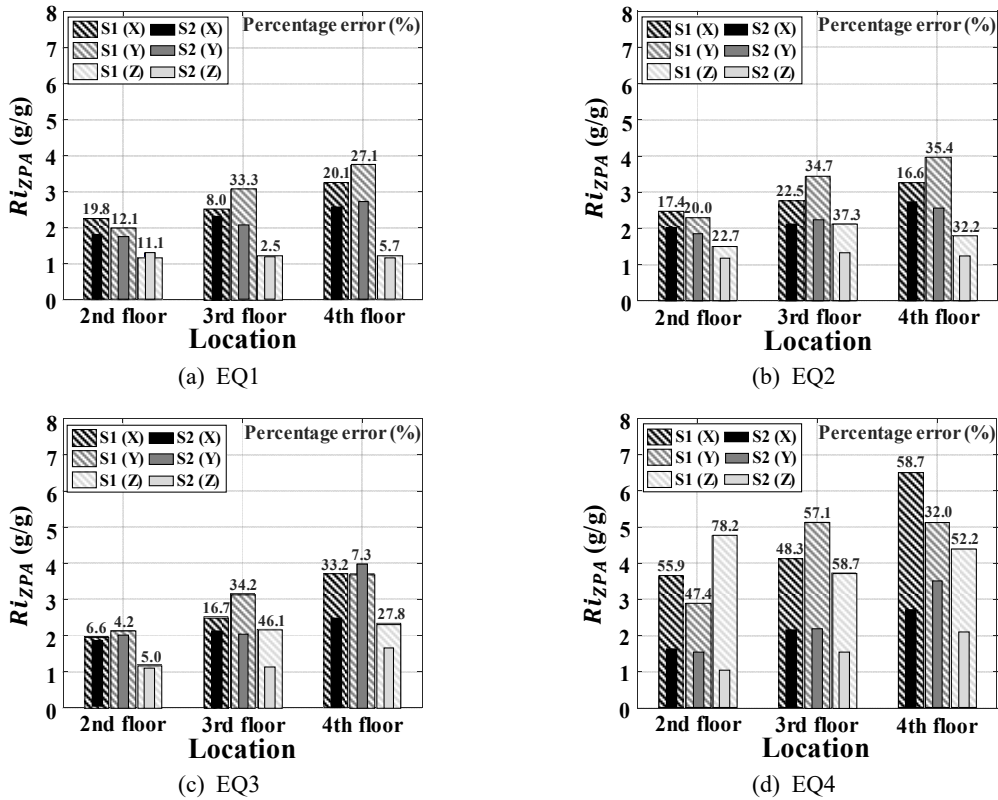 Percentage error (%)
S1 (X) S2 (X)
S1 (Y) S2 (Y)
S1 (Z) S2 (Z)
8
7
6
5
4
3
2
1
0
Ri_ZPA (g/g)
19.8 12.1 11.1
8.0 33.3 2.5
20.1 27.1 5.7
2nd floor 3rd floor 4th floor
Location
(a) EQ1
Percentage error (%)
S1 (X) S2 (X)
S1 (Y) S2 (Y)
S1 (Z) S2 (Z)
8
7
6
5
4
3
2
1
0
Ri_ZPA (g/g)
17.4 20.0 22.7
22.5 34.7 37.3
16.6 35.4 32.2
2nd floor 3rd floor 4th floor
Location
(b) EQ2
Percentage error (%)
S1 (X) S2 (X)
S1 (Y) S2 (Y)
S1 (Z) S2 (Z)
8
7
6
5
4
3
2
1
0
Ri_ZPA (g/g)
6.6 4.2 5.0
16.7 34.2 46.1
33.2 7.3 27.8
2nd floor 3rd floor 4th floor
Location
(c) EQ3
Percentage error (%)
S1 (X) S2 (X)
S1 (Y) S2 (Y)
S1 (Z) S2 (Z)
8
7
6
5
4
3
2
1
0
Ri_ZPA (g/g)
55.9 47.4 78.2
48.3 57.1 58.7
58.7 32.0 52.2
2nd floor 3rd floor 4th floor
Location
(d) EQ4